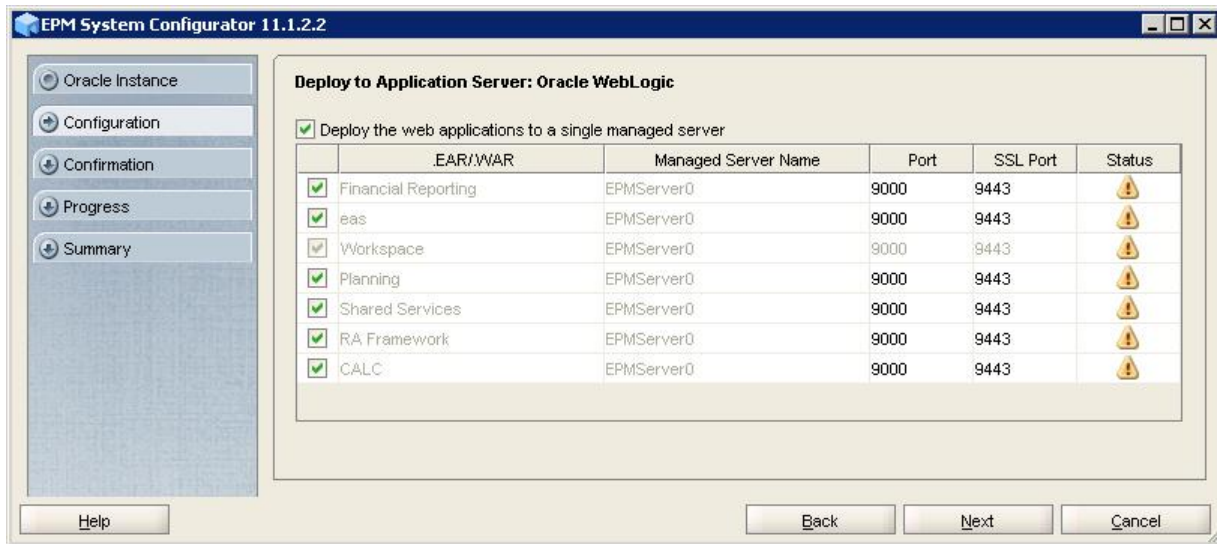 EPM System Configurator 11.1.2.2
Oracle Instance
Configuration
Confirmation
Progress
Summary
Deploy to Application Server: Oracle WebLogic
Deploy the web applications to a single managed server
.EAR/.WAR Managed Server Name Port SSL Port Status
Financial Reporting EPMServer0 9000 9443
eas EPMServer0 9000 9443
Workspace EPMServer0 9000 9443
Planning EPMServer0 9000 9443
Shared Services EPMServer0 9000 9443
RA Framework EPMServer0 9000 9443
CALC EPMServer0 9000 9443
Help Back Next Cancel